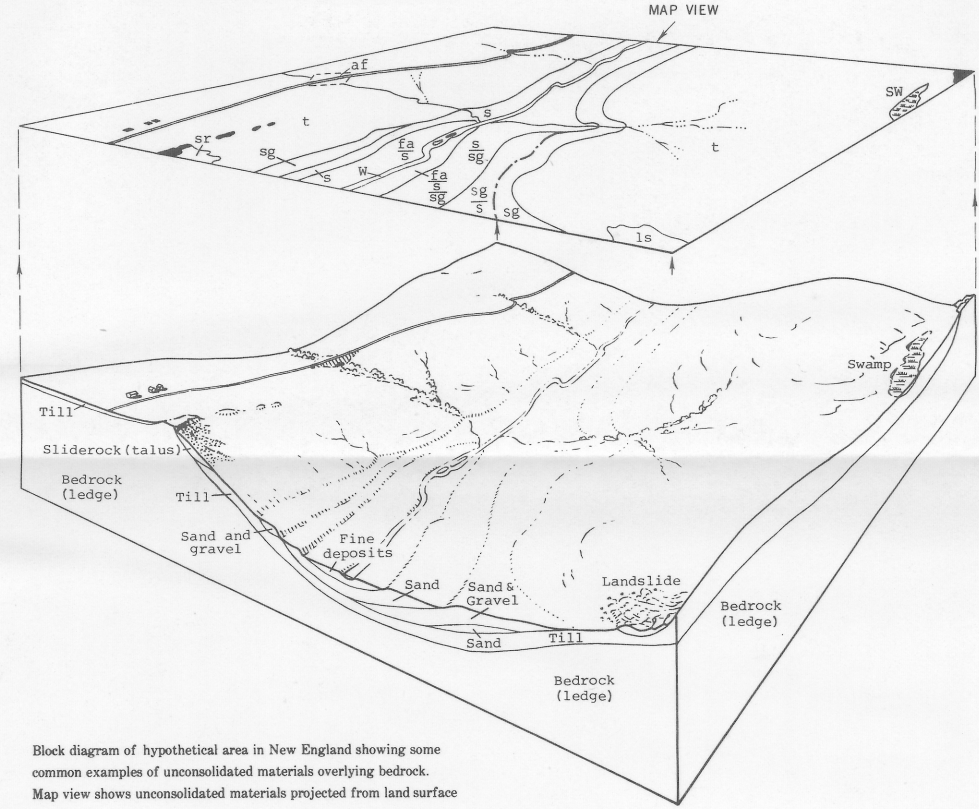 MAP VIEW
af
SW
t
s
sr
fa
s
s
sg
t
sg
s
W
fa
s
sg
sg
s
sg
ls
Swamp
Till
Sliderock (talus)
Bedrock
(ledge)
Till
Sand and
gravel
Fine
deposits
Sand
Sand &
Gravel
Landslide
Bedrock
(ledge)
Sand
Till
Bedrock
(ledge)
Block diagram of hypothetical area in New England showing some
common examples of unconsolidated materials overlying bedrock.
Map view shows unconsolidated materials projected from land surface